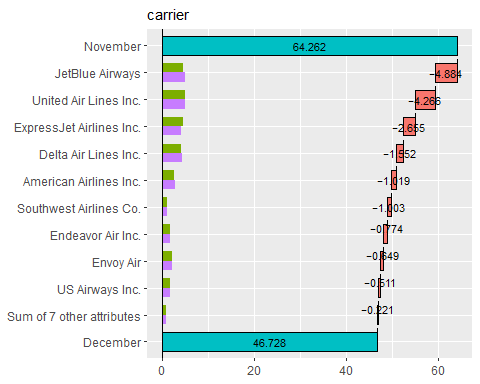 carrier
November 64.262
JetBlue Airways −4.884
United Air Lines Inc. −4.266
ExpressJet Airlines Inc. −2.655
Delta Air Lines Inc. −1.552
American Airlines Inc. −1.019
Southwest Airlines Co. −1.003
Endeavor Air Inc. −0.774
Envoy Air −0.649
US Airways Inc. −0.511
Sum of 7 other attributes −0.221
December 46.728
0 20 40 60